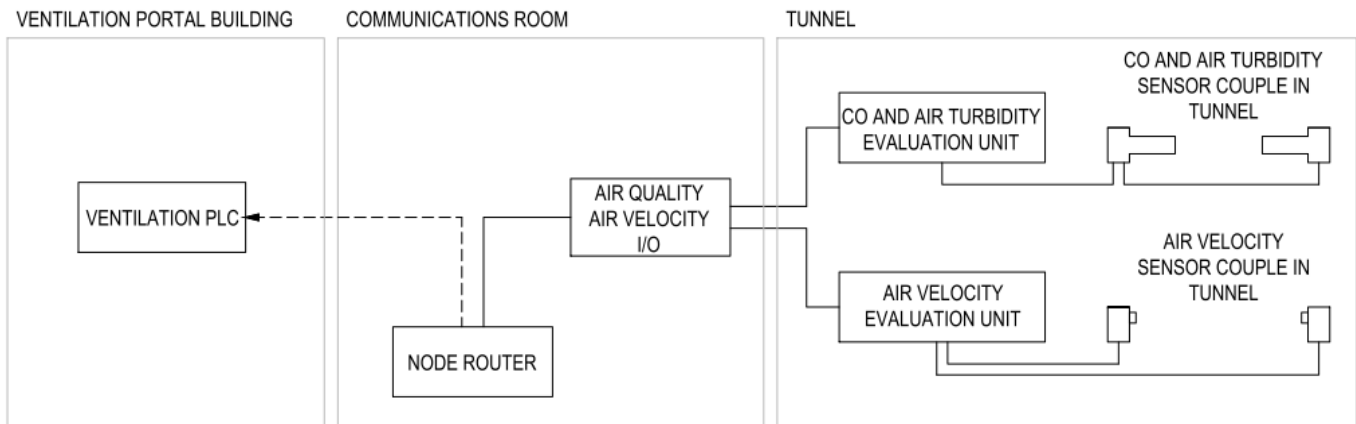 VENTILATION PORTAL BUILDING
COMMUNICATIONS ROOM
TUNNEL
VENTILATION PLC
AIR QUALITY
AIR VELOCITY
I/O
NODE ROUTER
CO AND AIR TURBIDITY
EVALUATION UNIT
CO AND AIR TURBIDITY
SENSOR COUPLE IN
TUNNEL
AIR VELOCITY
EVALUATION UNIT
AIR VELOCITY
SENSOR COUPLE IN
TUNNEL